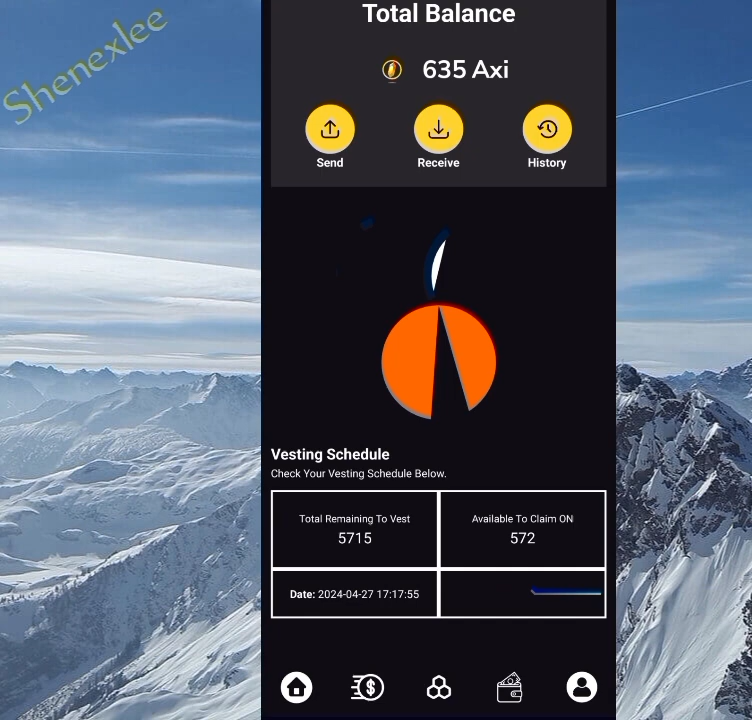 Shenexlee
Total Balance
635 Axi
Send
Receive
History
Vesting Schedule
Check Your Vesting Schedule Below.
Total Remaining To Vest
5715
Available To Claim ON
572
Date: 2024-04-27 17:17:55